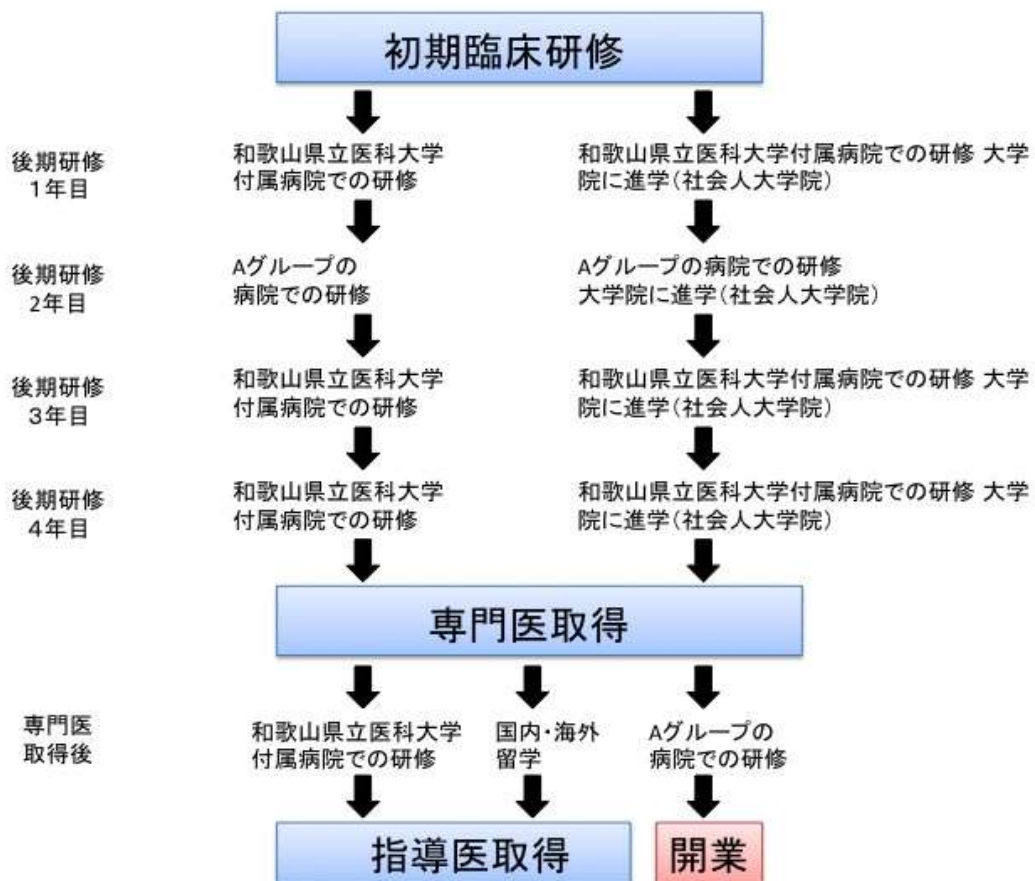 初期臨床研修
後期研修
1年目
和歌山県立医科大学
付属病院での研修
和歌山県立医科大学付属病院での研修 大学
院に進学(社会人大学院)
後期研修
2年目
Aグループの
病院での研修
Aグループの病院での研修
大学院に進学(社会人大学院)
後期研修
3年目
和歌山県立医科大学
付属病院での研修
和歌山県立医科大学付属病院での研修 大学
院に進学(社会人大学院)
後期研修
4年目
和歌山県立医科大学
付属病院での研修
和歌山県立医科大学付属病院での研修 大学
院に進学(社会人大学院)
専門医取得
専門医
取得後
和歌山県立医科大学
付属病院での研修
国内・海外
留学
Aグループの
病院での研修
指導医取得
開業